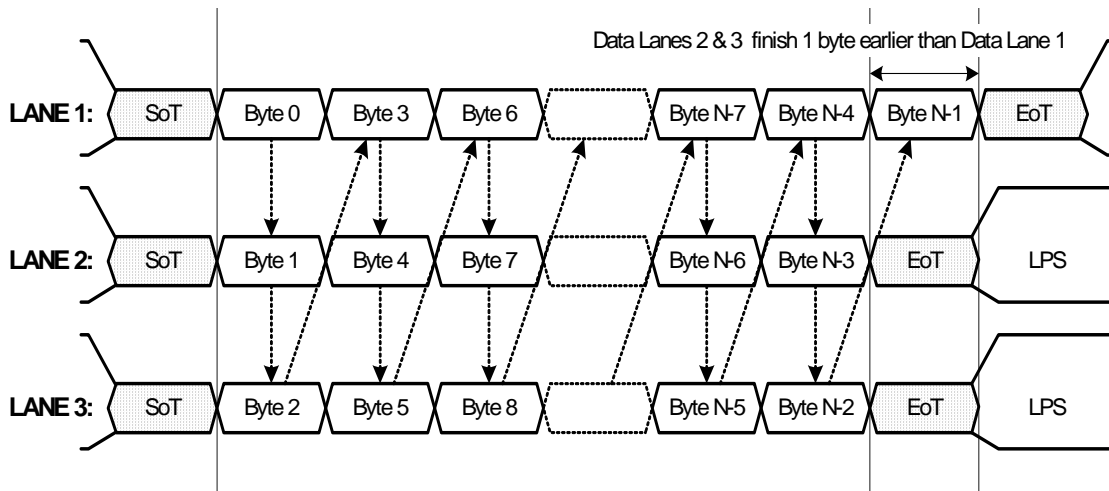 Data Lanes 2 & 3 finish 1 byte earlier than Data Lane 1
LANE 1: SoT Byte 0 Byte 3 Byte 6 Byte N-7 Byte N-4 Byte N-1 EoT
LANE 2: SoT Byte 1 Byte 4 Byte 7 Byte N-6 Byte N-3 EoT LPS
LANE 3: SoT Byte 2 Byte 5 Byte 8 Byte N-5 Byte N-2 EoT LPS